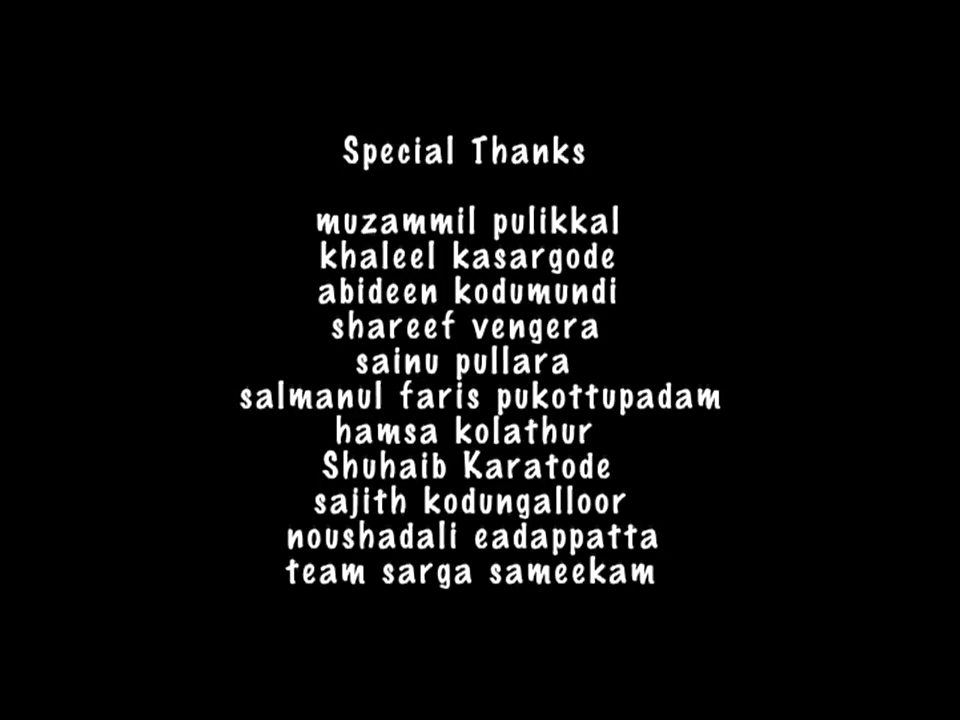 Special Thanks
muzammil pulikkal
khaleel kasargode
abideen kodumundi
shareef vengera
sainu pullara
salmanul faris pukottupadam
hamsa kolathur
Shuhaib Karatode
sajith kodungalloor
noushadali eadappatta
team sarga sameekam